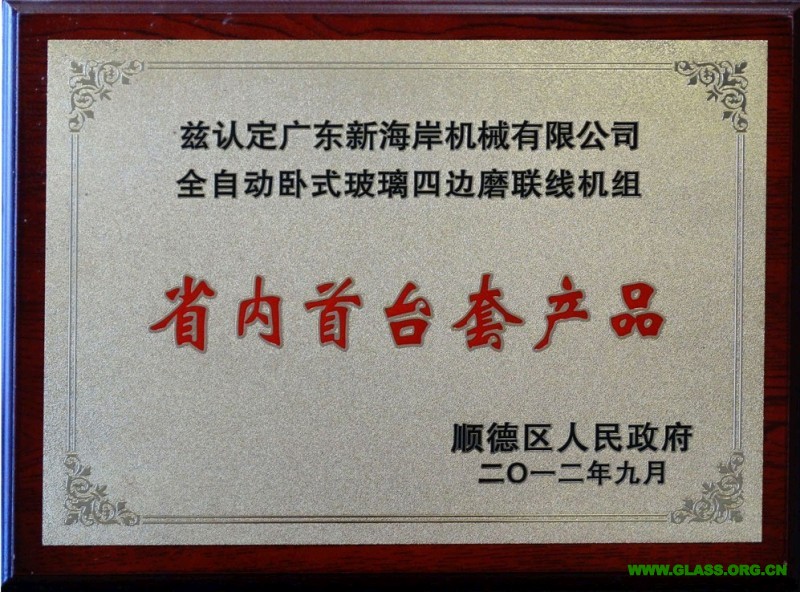 兹认定广东新海岸机械有限公司
全自动卧式玻璃四边磨联线机组
省内首台套产品
顺德区人民政府
二〇一二年九月
WWW.GLASS.ORG.CN